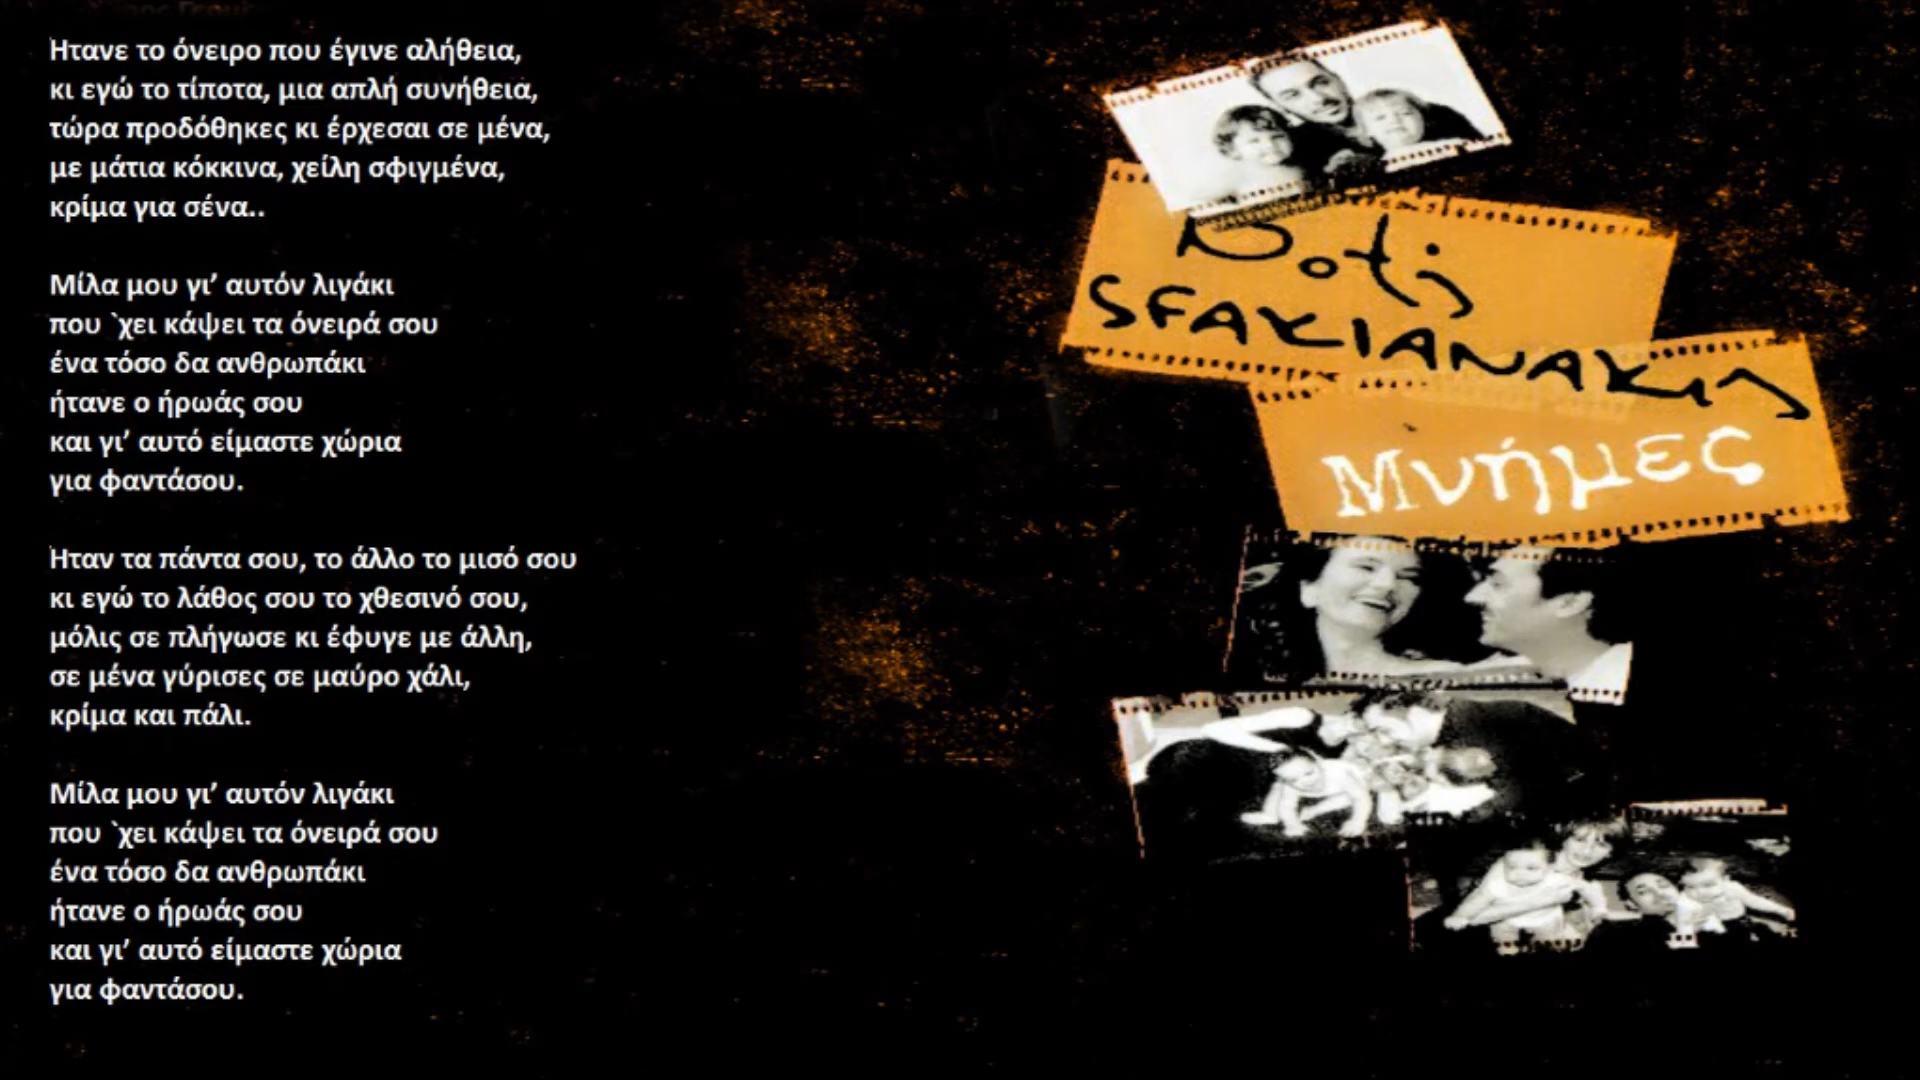 Ήτανε το όνειρο που έγινε αλήθεια,
κι εγώ το τίποτα, μια απλή συνήθεια,
τώρα προδόθηκες κι έρχεσαι σε μένα,
με μάτια κόκκινα, χείλη σφιγμένα,
κρίμα για σένα..
Μίλα μου γι’ αυτόν λιγάκι
που `χει κάψει τα όνειρά σου
ένα τόσο δα ανθρωπάκι
ήτανε ο ήρωάς σου
και γι’ αυτό είμαστε χώρια
για φαντάσου.
Ήταν τα πάντα σου, το άλλο το μισό σου
κι εγώ το λάθος σου το χθεσινό σου,
μόλις σε πλήγωσε κι έφυγε με άλλη,
σε μένα γύρισες σε μαύρο χάλι,
κρίμα και πάλι.
Μίλα μου γι’ αυτόν λιγάκι
που `χει κάψει τα όνειρά σου
ένα τόσο δα ανθρωπάκι
ήτανε ο ήρωάς σου
και γι’ αυτό είμαστε χώρια
για φαντάσου.
Notis
SFAKIANAKIS
Μνήμες